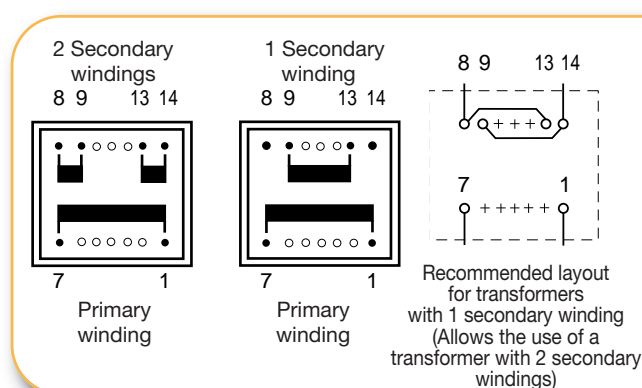 2 Secondary
windings
8 9 13 14
7 1
Primary
winding
1 Secondary
winding
8 9 13 14
7 1
Primary
winding
8 9 13 14
+ + +
7 1
+ + + + +
Recommended layout
for transformers
with 1 secondary winding
(Allows the use of a
transformer with 2 secondary
windings)